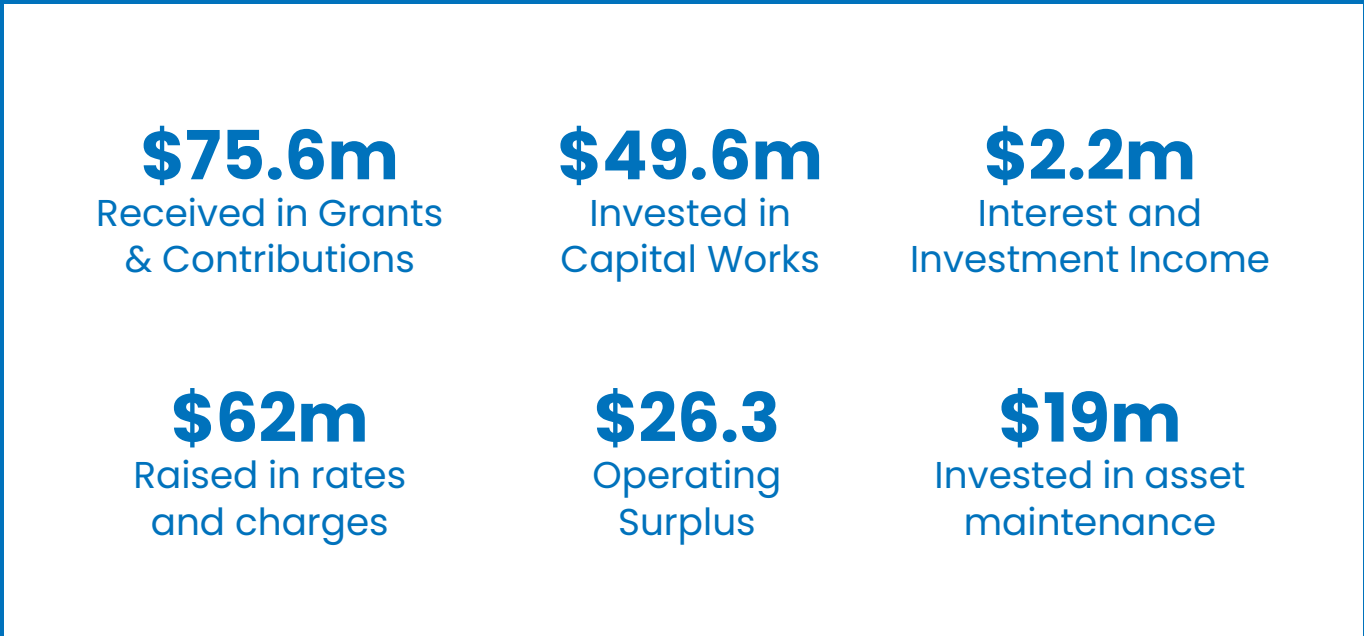 $75.6m
Received in Grants
& Contributions
$49.6m
Invested in
Capital Works
$2.2m
Interest and
Investment Income
$62m
Raised in rates
and charges
$26.3
Operating
Surplus
$19m
Invested in asset
maintenance